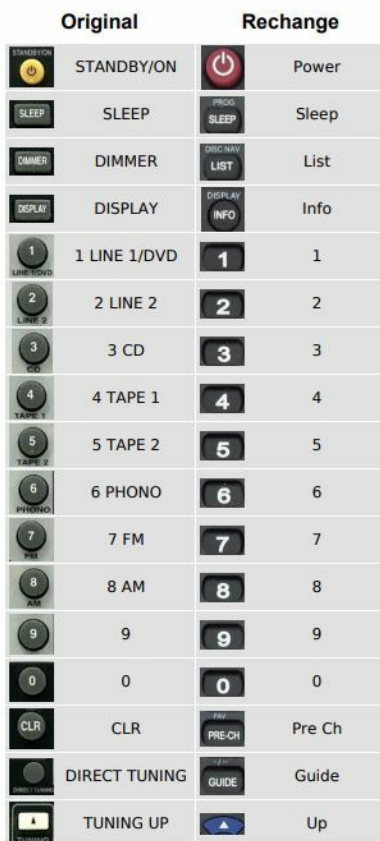 Original Rechange
STANDBY/ON STANDBY/ON Power
SLEEP SLEEP PROG SLEEP Sleep
DIMMER DIMMER DISC NAV LIST List
DISPLAY DISPLAY DISPLAY INFO Info
1 LINE 1/DVD 1 LINE 1/DVD 1 1
2 LINE 2 2 LINE 2 2 2
3 CD 3 CD 3 3
4 TAPE 1 4 TAPE 1 4 4
5 TAPE 2 5 TAPE 2 5 5
6 PHONO 6 PHONO 6 6
7 FM 7 FM 7 7
8 AM 8 AM 8 8
9 9 9 9
0 0 0 0
CLR CLR FAV PRE-CH Pre Ch
DIRECT TUNING DIRECT TUNING GUIDE Guide
TUNING TUNING UP Up